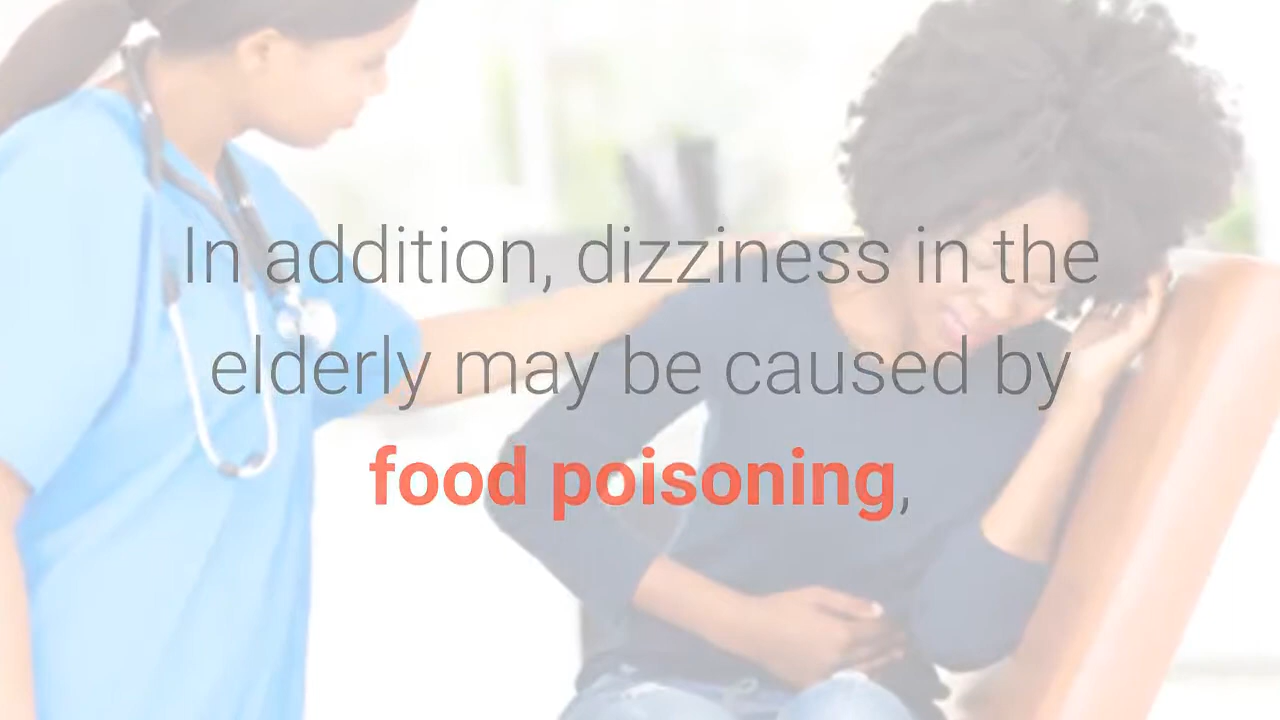 In addition, dizziness in the
elderly may be caused by
food poisoning,